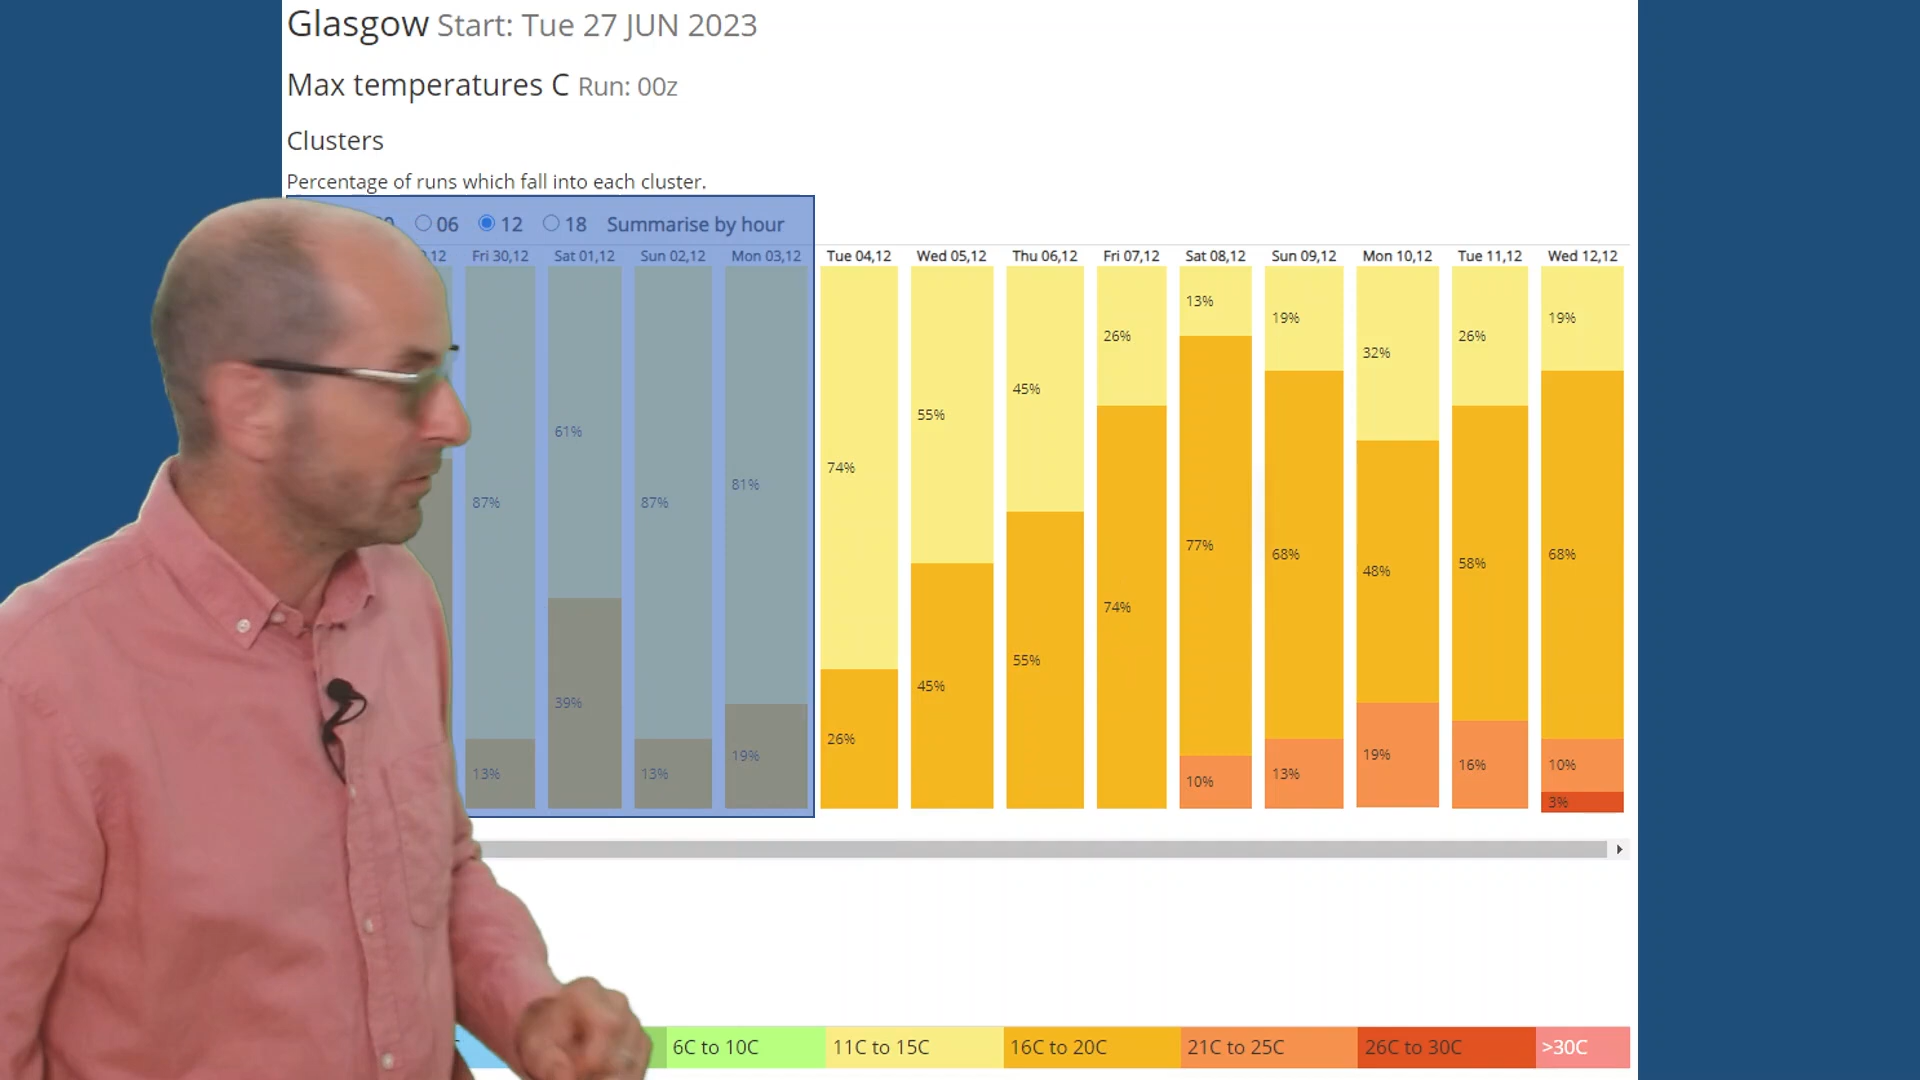 Glasgow Start: Tue 27 JUN 2023
Max temperatures C Run: 00z
Clusters
Percentage of runs which fall into each cluster.
06 12 18 Summarise by hour
Fri 30,12 Sat 01,12 Sun 02,12 Mon 03,12 Tue 04,12 Wed 05,12 Thu 06,12 Fri 07,12 Sat 08,12 Sun 09,12 Mon 10,12 Tue 11,12 Wed 12,12
87% 61% 87% 81% 74% 55% 45% 26% 13% 19% 32% 26% 19%
13% 39% 13% 19% 26% 45% 55% 74% 77% 68% 48% 58% 68%
10% 13% 19% 16% 10%
3%
6C to 10C 11C to 15C 16C to 20C 21C to 25C 26C to 30C >30C